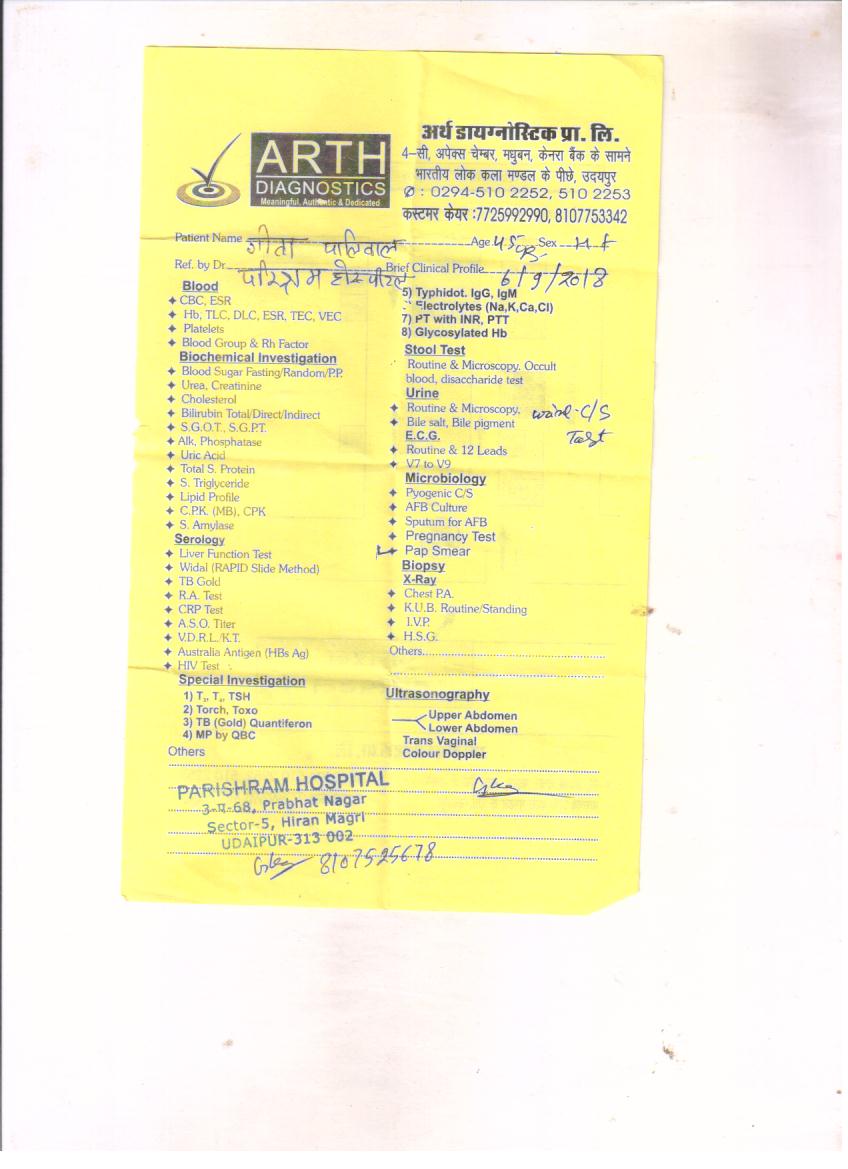 अर्थ डायग्नोस्टिक प्रा. लि.
ARTH
DIAGNOSTICS
Meaningful, Authentic & Dedicated
4–सी, अपेक्स चेम्बर, मधुबन, केनरा बैंक के सामने
भारतीय लोक कला मण्डल के पीछे, उदयपुर
✆ : 0294-510 2252, 510 2253
कस्टमर केयर :7725992990, 8107753342
Patient Name गीता पालीवाल Age 45 Sex
Ref. by Dr. परिश्रम होस्पीटल Brief Clinical Profile 6/9/2018
Blood
CBC, ESR
Hb, TLC, DLC, ESR, TEC, VEC
Platelets
Blood Group & Rh Factor
Biochemical Investigation
Blood Sugar Fasting/Random/P.P.
Urea, Creatinine
Cholesterol
Bilirubin Total/Direct/Indirect
S.G.O.T., S.G.P.T.
Alk, Phosphatase
Uric Acid
Total S. Protein
S. Triglyceride
Lipid Profile
C.P.K. (MB), CPK
S. Amylase
Serology
Liver Function Test
Widal (RAPID Slide Method)
TB Gold
R.A. Test
CRP Test
A.S.O. Titer
V.D.R.L./K.T.
Australia Antigen (HBs Ag)
HIV Test
Special Investigation
1) T₃, T₄, TSH
2) Torch, Toxo
3) TB (Gold) Quantiferon
4) MP by QBC
Others
5) Typhidot. IgG, IgM
Electrolytes (Na,K,Ca,Cl)
7) PT with INR, PTT
8) Glycosylated Hb
Stool Test
Routine & Microscopy. Occult
blood, disaccharide test
Urine
Routine & Microscopy, C/S
Bile salt, Bile pigment Test
E.C.G.
Routine & 12 Leads
V7 to V9
Microbiology
Pyogenic C/S
AFB Culture
Sputum for AFB
Pregnancy Test
Pap Smear
Biopsy
X-Ray
Chest P.A.
K.U.B. Routine/Standing
I.V.P.
H.S.G.
Others
Ultrasonography
Upper Abdomen
Lower Abdomen
Trans Vaginal
Colour Doppler
PARISHRAM HOSPITAL
3-प-68, Prabhat Nagar
Sector-5, Hiran Magri
UDAIPUR-313 002
8107525678